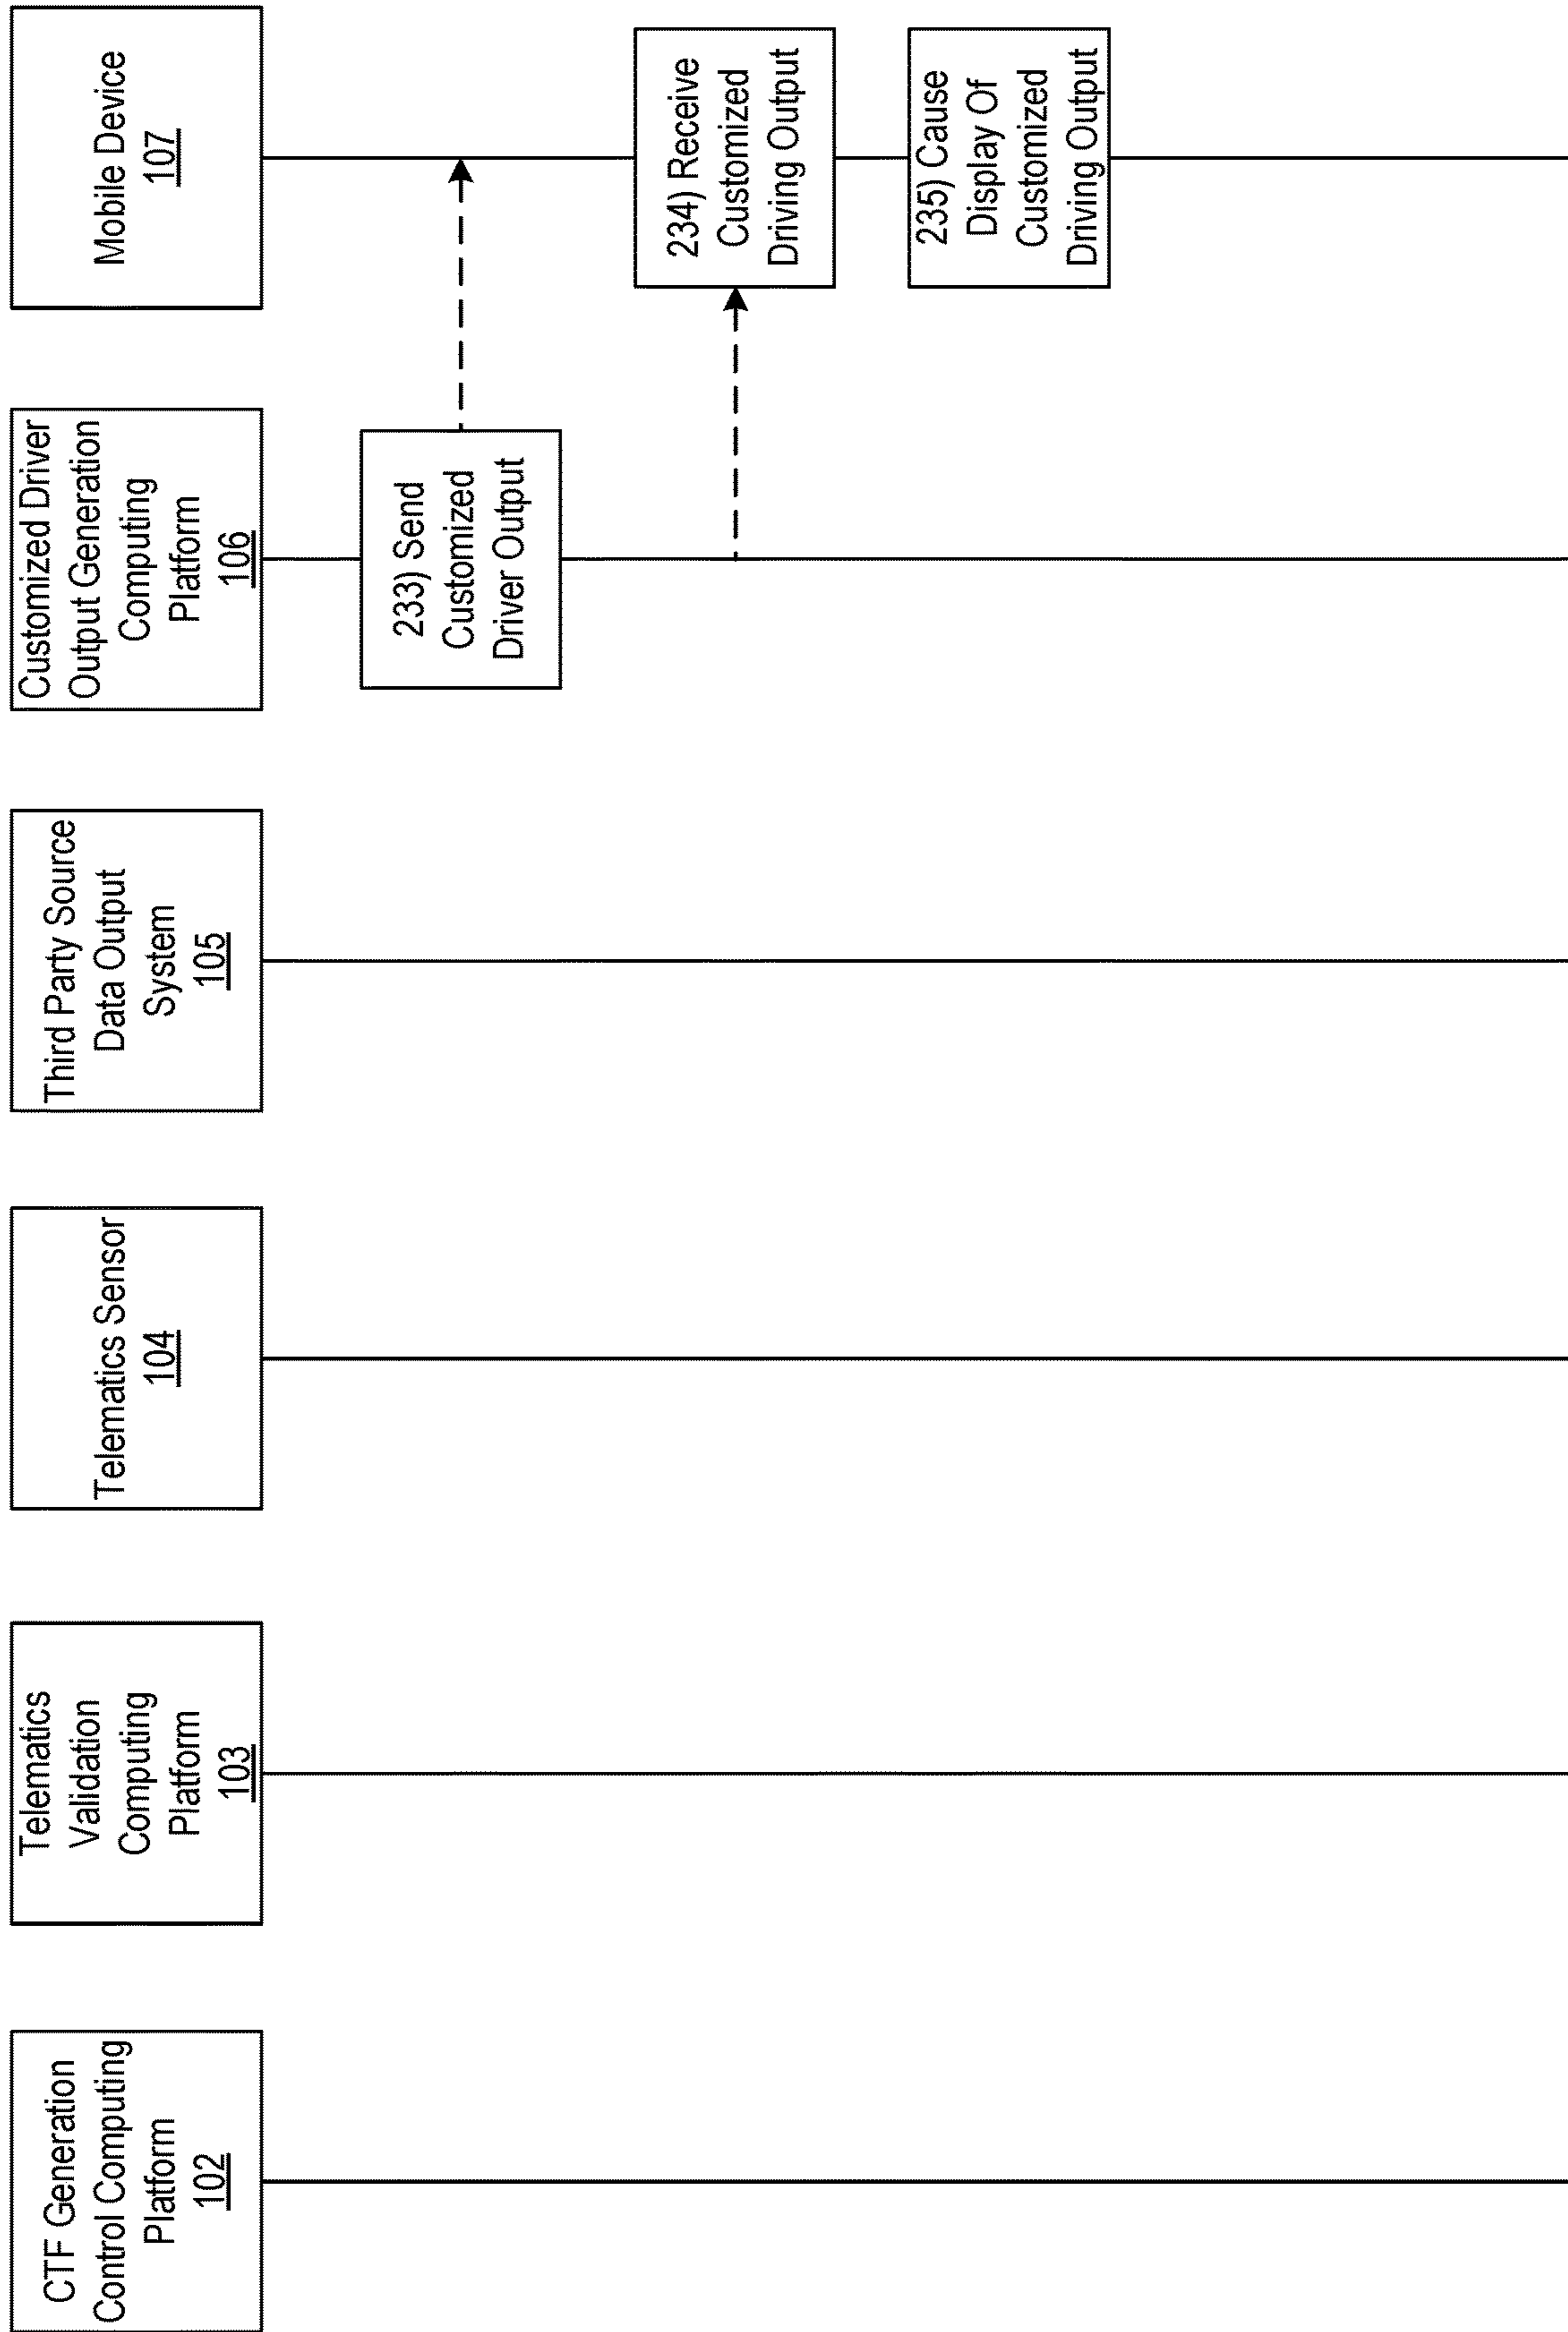 CTF Generation
Control Computing
Platform
102
Telematics
Validation
Computing
Platform
103
Telematics Sensor
104
Third Party Source
Data Output
System
105
Customized Driver
Output Generation
Computing
Platform
106
Mobile Device
107
233) Send
Customized
Driver Output
234) Receive
Customized
Driving Output
235) Cause
Display Of
Customized
Driving Output